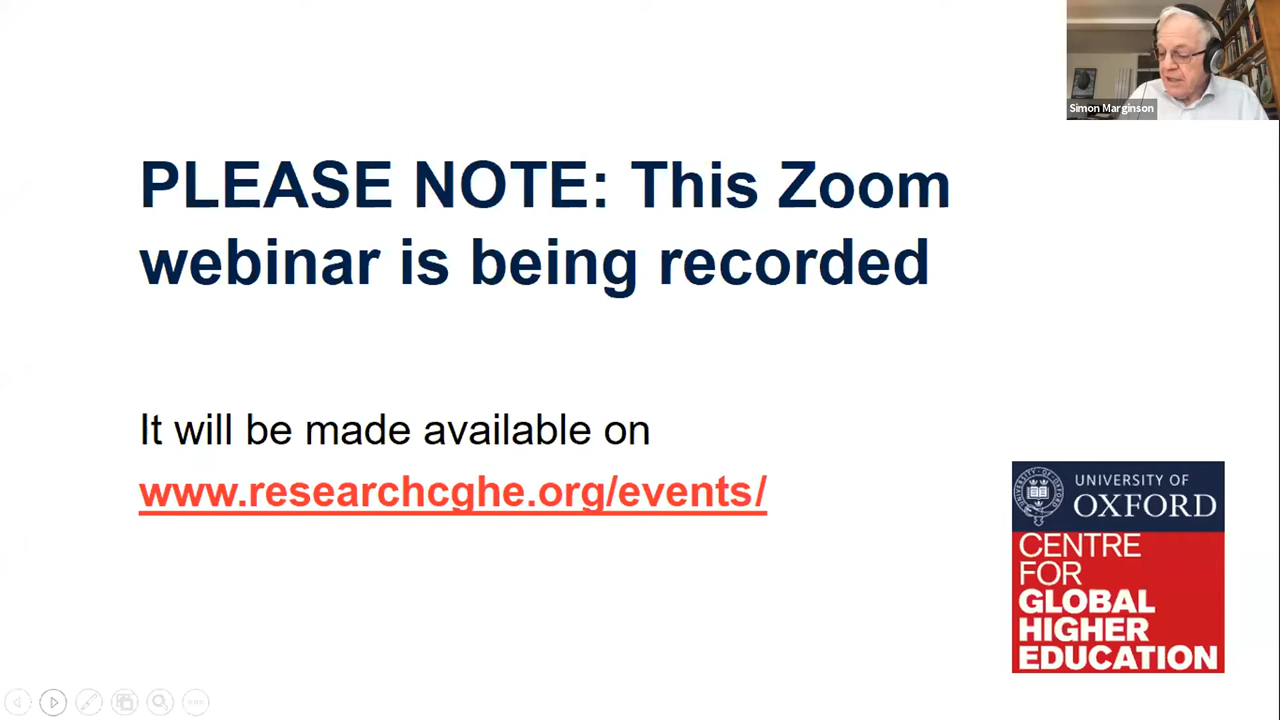 Simon Marginson
PLEASE NOTE: This Zoom
webinar is being recorded
It will be made available on
www.researchcghe.org/events/
UNIVERSITY OF
OXFORD
CENTRE
FOR
GLOBAL
HIGHER
EDUCATION